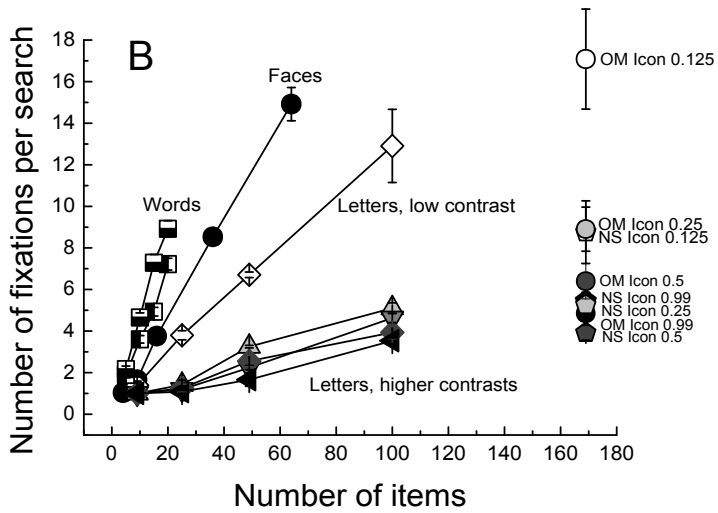 B
18
16
14
12
10
8
6
4
2
0
Number of fixations per search
Faces
Words
Letters, low contrast
Letters, higher contrasts
OM Icon 0.125
OM Icon 0.25
NS Icon 0.125
OM Icon 0.5
NS Icon 0.99
NS Icon 0.25
OM Icon 0.99
NS Icon 0.5
0 20 40 60 80 100 120 140 160 180
Number of items